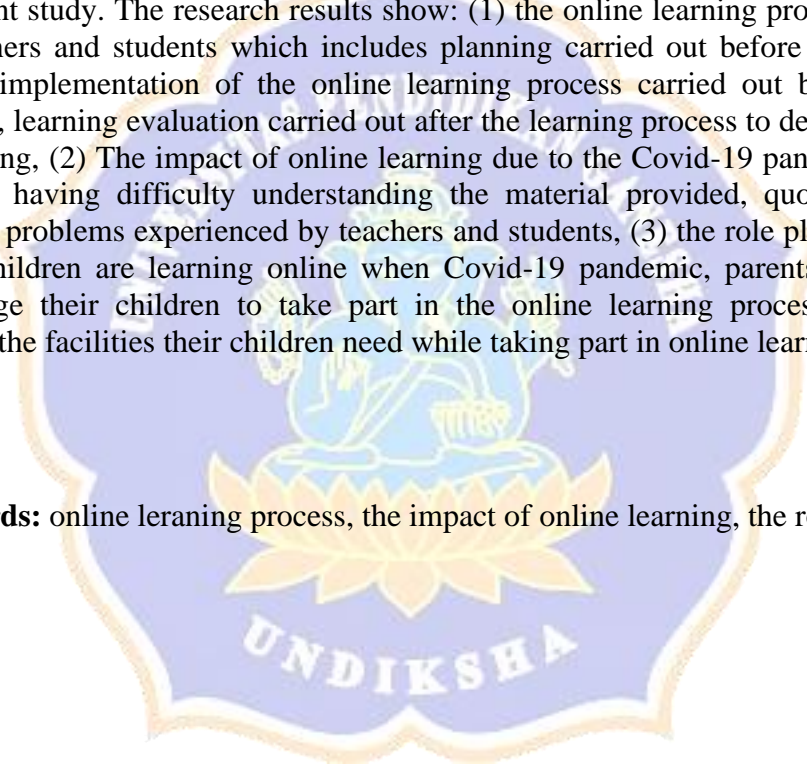 nt study. The research results show: (1) the online learning pro
ners and students which includes planning carried out before
implementation of the online learning process carried out b
, learning evaluation carried out after the learning process to de
ng, (2) The impact of online learning due to the Covid-19 pan
having difficulty understanding the material provided, quo
problems experienced by teachers and students, (3) the role pl
hildren are learning online when Covid-19 pandemic, parents
ge their children to take part in the online learning proces
the facilities their children need while taking part in online lear
rds: online leraning process, the impact of online learning, the r
UNDIKSHA